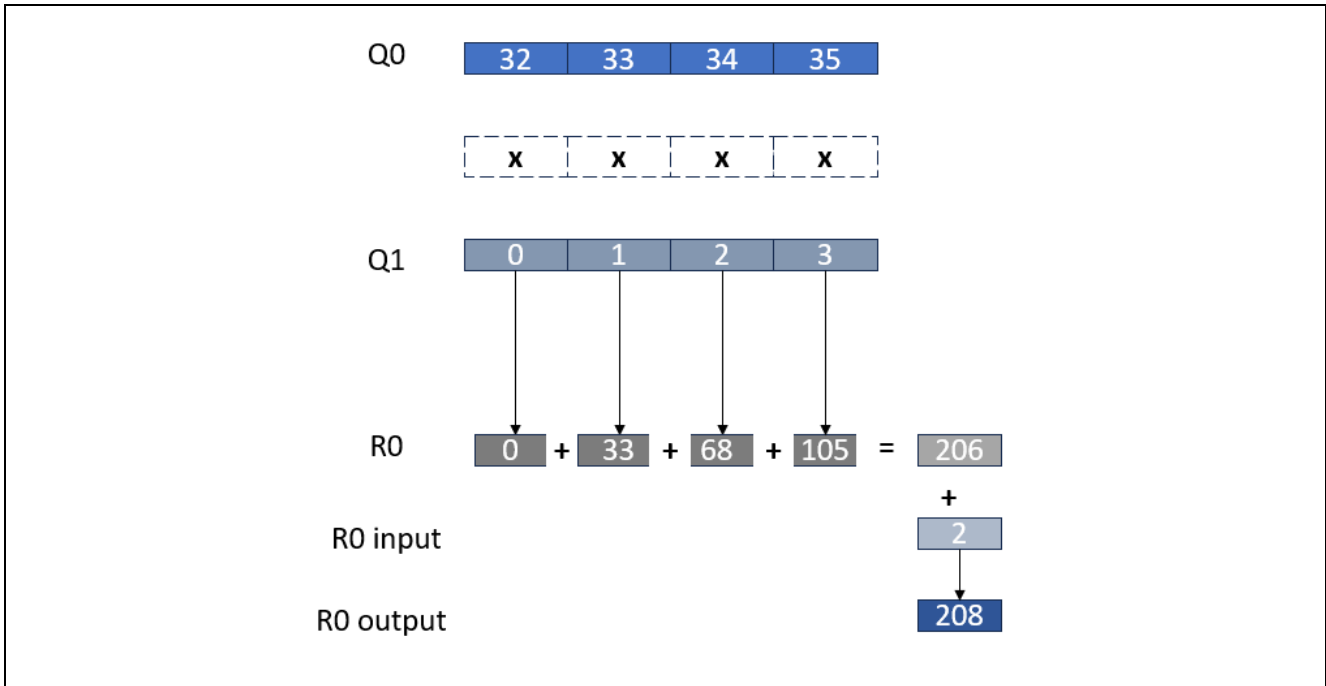 Q0 32 33 34 35
x x x x
Q1 0 1 2 3
R0 0 + 33 + 68 + 105 = 206
+
R0 input 2
R0 output 208